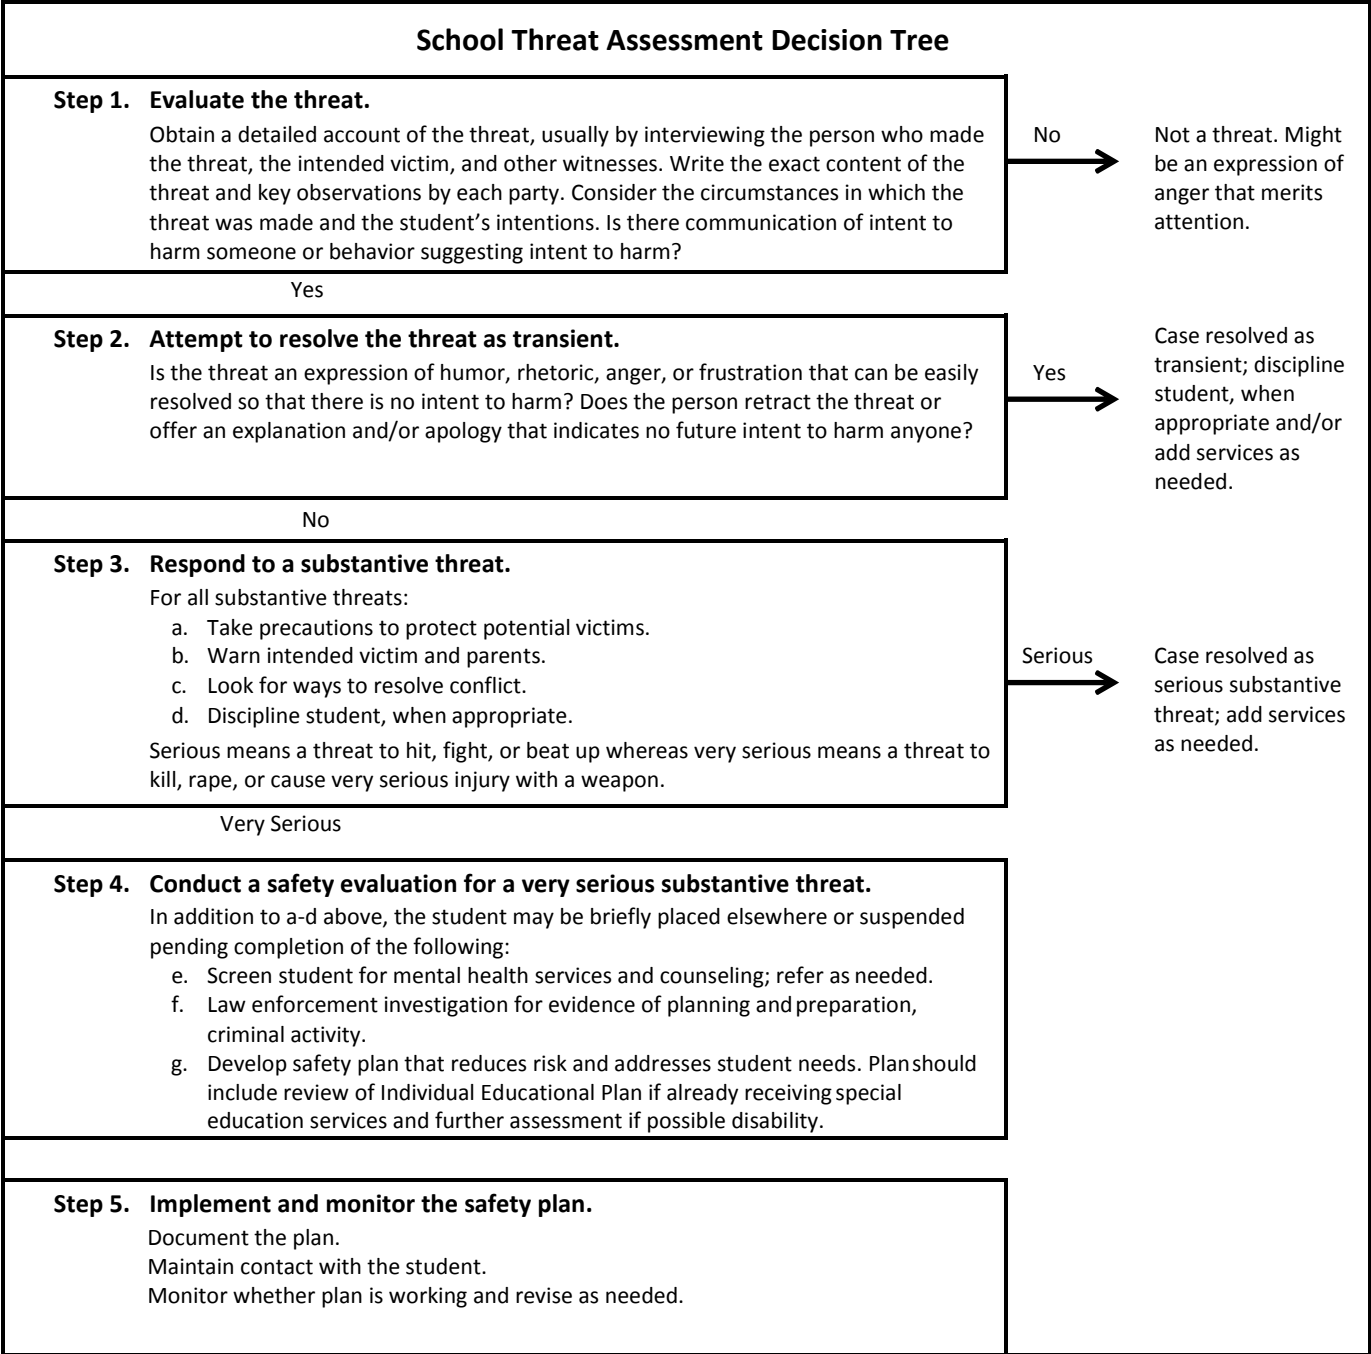 School Threat Assessment Decision Tree
Step 1. Evaluate the threat.
Obtain a detailed account of the threat, usually by interviewing the person who made
the threat, the intended victim, and other witnesses. Write the exact content of the
threat and key observations by each party. Consider the circumstances in which the
threat was made and the student’s intentions. Is there communication of intent to
harm someone or behavior suggesting intent to harm?
No
Not a threat. Might
be an expression of
anger that merits
attention.
Yes
Step 2. Attempt to resolve the threat as transient.
Is the threat an expression of humor, rhetoric, anger, or frustration that can be easily
resolved so that there is no intent to harm? Does the person retract the threat or
offer an explanation and/or apology that indicates no future intent to harm anyone?
Yes
Case resolved as
transient; discipline
student, when
appropriate and/or
add services as
needed.
No
Step 3. Respond to a substantive threat.
For all substantive threats:
a. Take precautions to protect potential victims.
b. Warn intended victim and parents.
c. Look for ways to resolve conflict.
d. Discipline student, when appropriate.
Serious means a threat to hit, fight, or beat up whereas very serious means a threat to
kill, rape, or cause very serious injury with a weapon.
Serious
Case resolved as
serious substantive
threat; add services
as needed.
Very Serious
Step 4. Conduct a safety evaluation for a very serious substantive threat.
In addition to a-d above, the student may be briefly placed elsewhere or suspended
pending completion of the following:
e. Screen student for mental health services and counseling; refer as needed.
f. Law enforcement investigation for evidence of planning and preparation,
criminal activity.
g. Develop safety plan that reduces risk and addresses student needs. Plan should
include review of Individual Educational Plan if already receiving special
education services and further assessment if possible disability.
Step 5. Implement and monitor the safety plan.
Document the plan.
Maintain contact with the student.
Monitor whether plan is working and revise as needed.